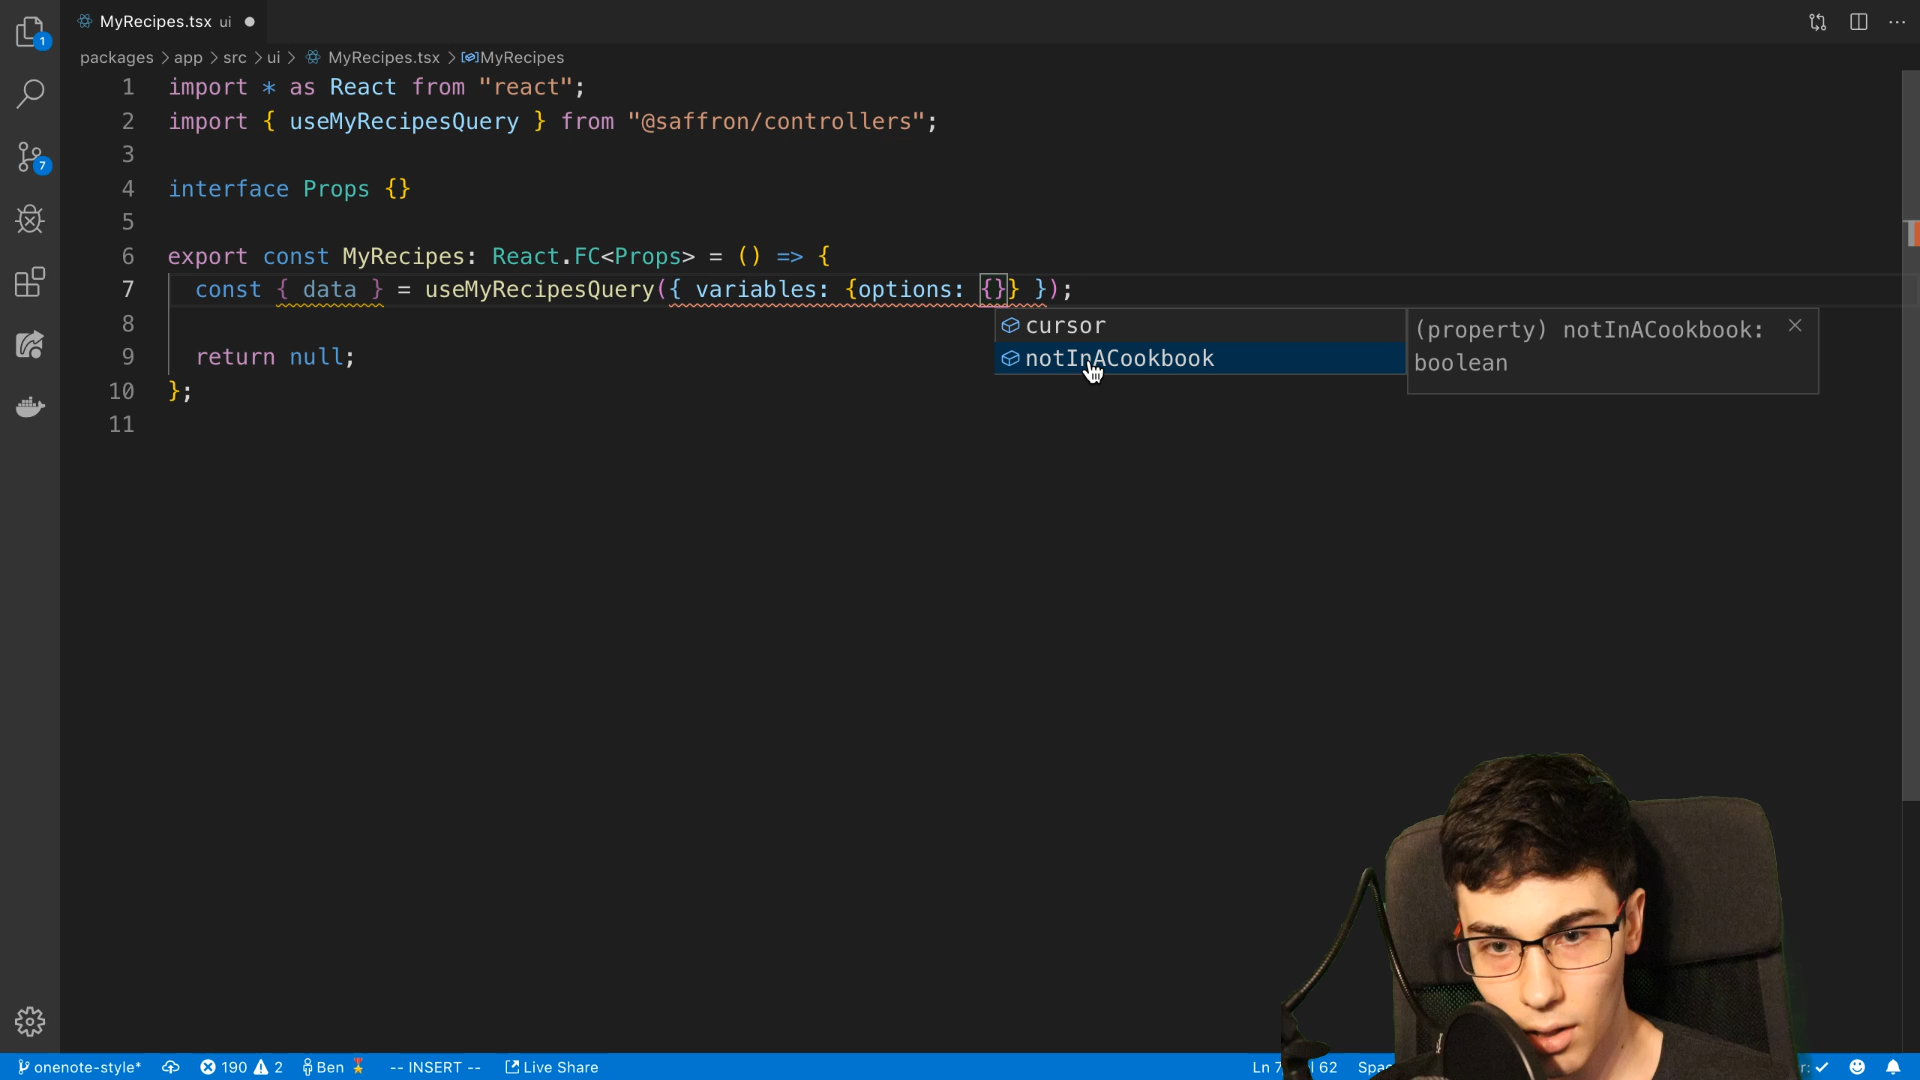 MyRecipes.tsx ui
packages > app > src > ui > MyRecipes.tsx > MyRecipes
1 import * as React from "react";
2 import { useMyRecipesQuery } from "@saffron/controllers";
3
4 interface Props {}
5
6 export const MyRecipes: React.FC<Props> = () => {
7 const { data } = useMyRecipesQuery({ variables: {options: {}} });
8
9 return null;
10 };
11
cursor
notInACookbook
(property) notInACookbook:
boolean
1
7
onenote-style* 190 2 Ben -- INSERT -- Live Share Ln 7 62